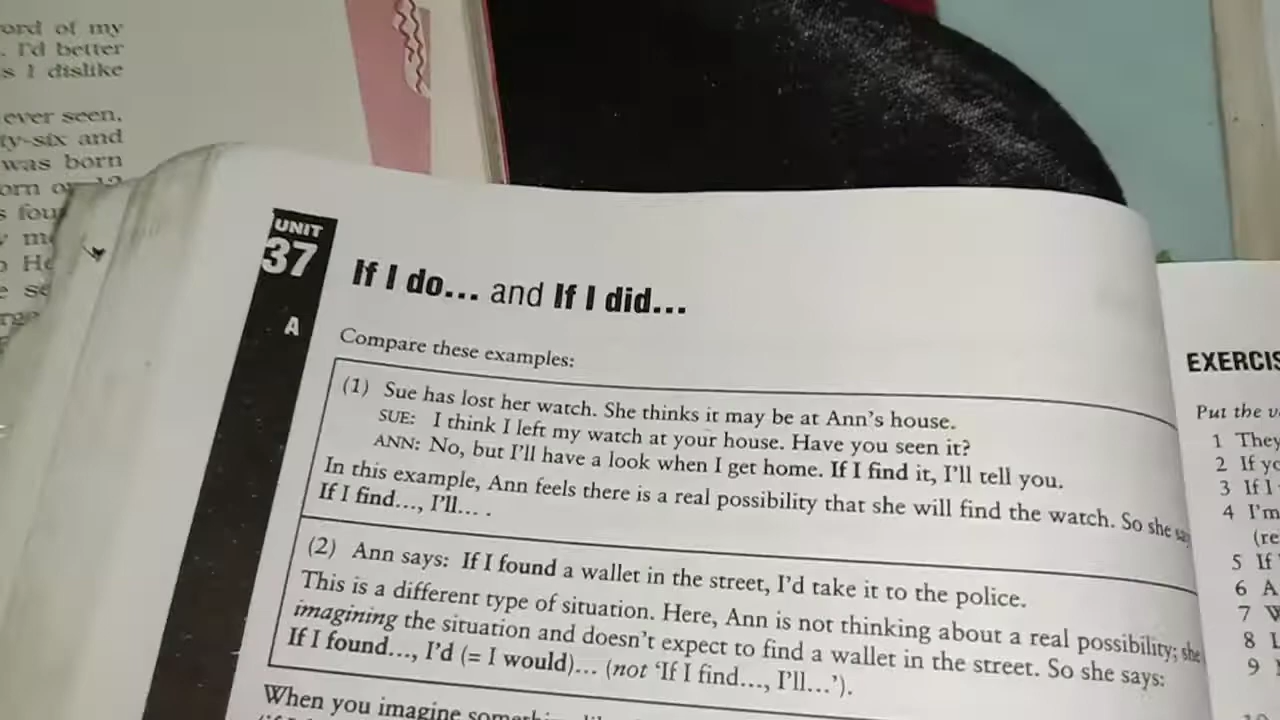 ord of my
. I'd better
s I dislike
ever seen.
ty-six and
was born
orn
s fou
UNIT
37
If I do... and If I did...
A
Compare these examples:
(1) Sue has lost her watch. She thinks it may be at Ann's house.
SUE: I think I left my watch at your house. Have you seen it?
ANN: No, but I'll have a look when I get home. If I find it, I'll tell you.
In this example, Ann feels there is a real possibility that she will find the watch. So she
If I find..., I'll... .
(2) Ann says: If I found a wallet in the street, I'd take it to the police.
This is a different type of situation. Here, Ann is not thinking about a real possibility; she
imagining the situation and doesn't expect to find a wallet in the street. So she says:
If I found..., I'd (= I would)... (not 'If I find..., I'll...').
When you imagine
EXERCIS
Put the v
1 They
2 If yo
3 If I
4 I'm
(re
5 If
6 A
7 W
8
9